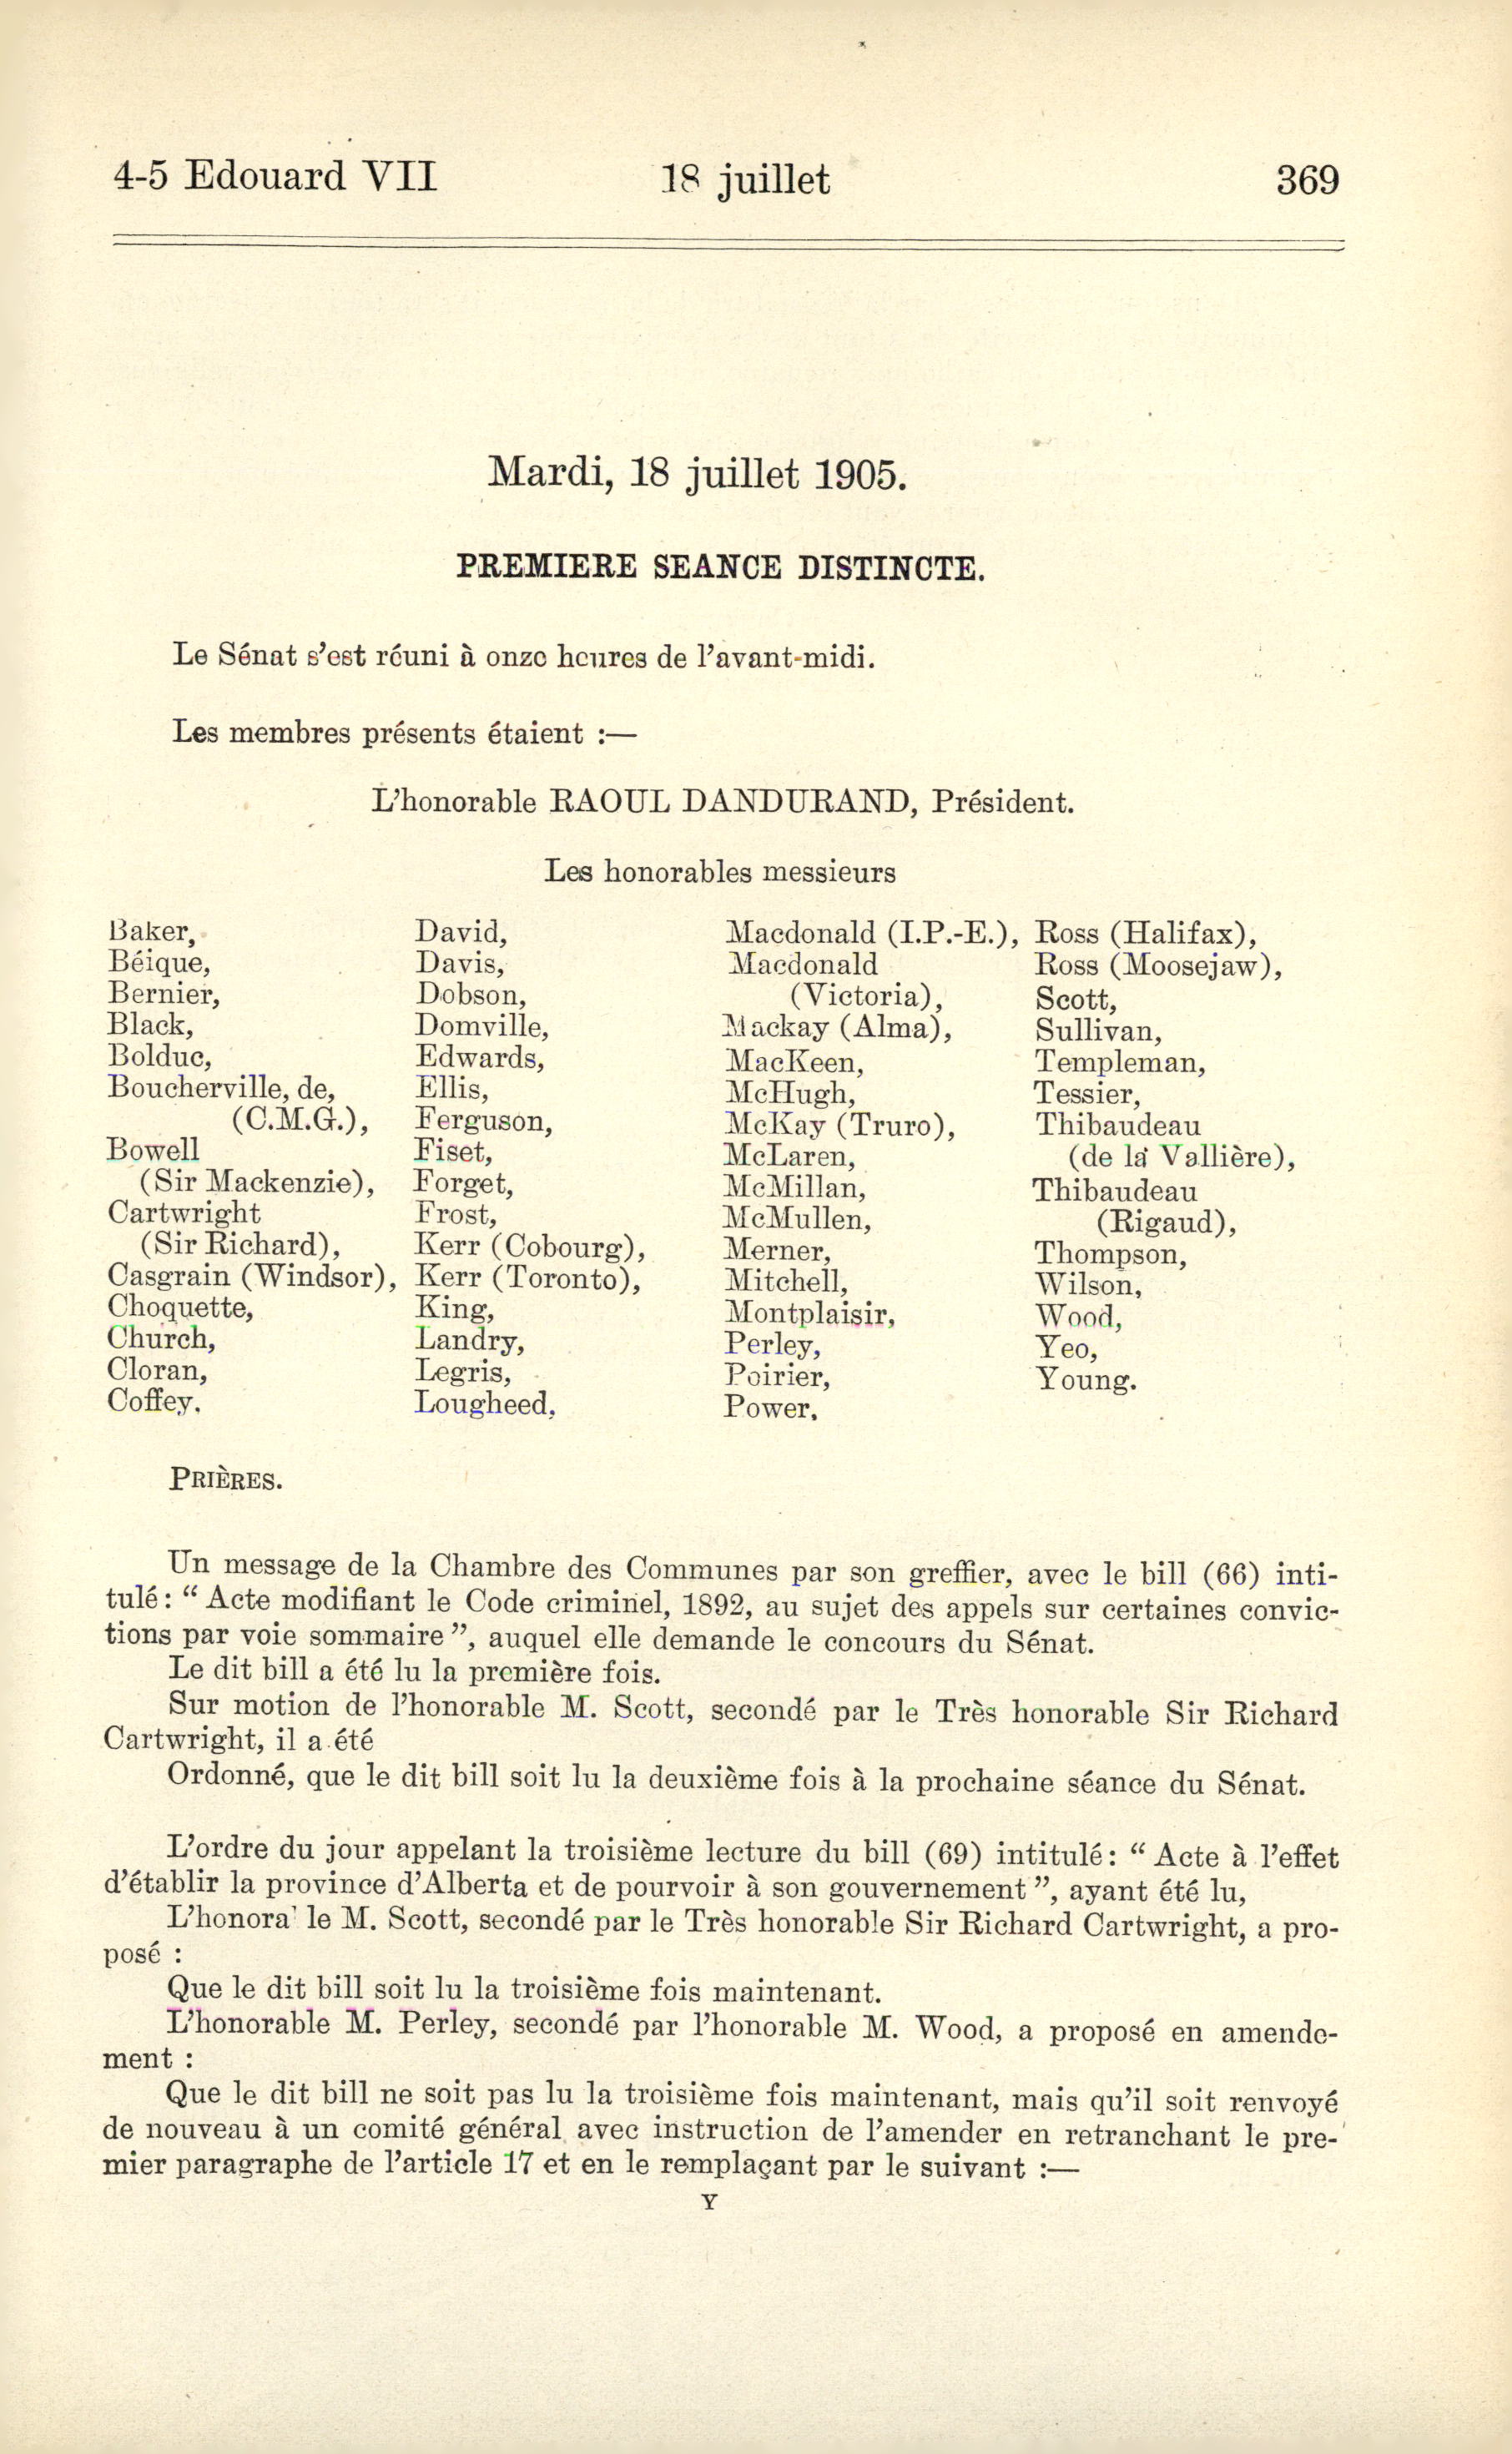 4-5 Edouard VII 18 juillet 369
Mardi, 18 juillet 1905.
PREMIERE SEANCE DISTINCTE.
Le Sénat s'est réuni à onze heures de l'avant-midi.
Les membres présents étaient :—
L'honorable RAOUL DANDURAND, Président.
Les honorables messieurs
Baker,
Béique,
Bernier,
Black,
Bolduc,
Boucherville, de,
(C.M.G.),
Bowell
(Sir Mackenzie),
Cartwright
(Sir Richard),
Casgrain (Windsor),
Choquette,
Church,
Cloran,
Coffey,
David,
Davis,
Dobson,
Domville,
Edwards,
Ellis,
Ferguson,
Fiset,
Forget,
Frost,
Kerr (Cobourg),
Kerr (Toronto),
King,
Landry,
Legris,
Lougheed,
Macdonald (I.P.-E.),
Macdonald
(Victoria),
Mackay (Alma),
MacKeen,
McHugh,
McKay (Truro),
McLaren,
McMillan,
McMullen,
Merner,
Mitchell,
Montplaisir,
Perley,
Poirier,
Power,
Ross (Halifax),
Ross (Moosejaw),
Scott,
Sullivan,
Templeman,
Tessier,
Thibaudeau
(de la Vallière),
Thibaudeau
(Rigaud),
Thompson,
Wilson,
Wood,
Yeo,
Young.
PRIÈRES.
Un message de la Chambre des Communes par son greffier, avec le bill (66) inti-
tulé: “ Acte modifiant le Code criminel, 1892, au sujet des appels sur certaines convic-
tions par voie sommaire ”, auquel elle demande le concours du Sénat.
Le dit bill a été lu la première fois.
Sur motion de l'honorable M. Scott, secondé par le Très honorable Sir Richard
Cartwright, il a été
Ordonné, que le dit bill soit lu la deuxième fois à la prochaine séance du Sénat.
L'ordre du jour appelant la troisième lecture du bill (69) intitulé: “ Acte à l'effet
d'établir la province d'Alberta et de pourvoir à son gouvernement ”, ayant été lu,
L'honora le M. Scott, secondé par le Très honorable Sir Richard Cartwright, a pro-
posé :
Que le dit bill soit lu la troisième fois maintenant.
L'honorable M. Perley, secondé par l'honorable M. Wood, a proposé en amende-
ment :
Que le dit bill ne soit pas lu la troisième fois maintenant, mais qu'il soit renvoyé
de nouveau à un comité général avec instruction de l'amender en retranchant le pre-
mier paragraphe de l'article 17 et en le remplaçant par le suivant :—
Y